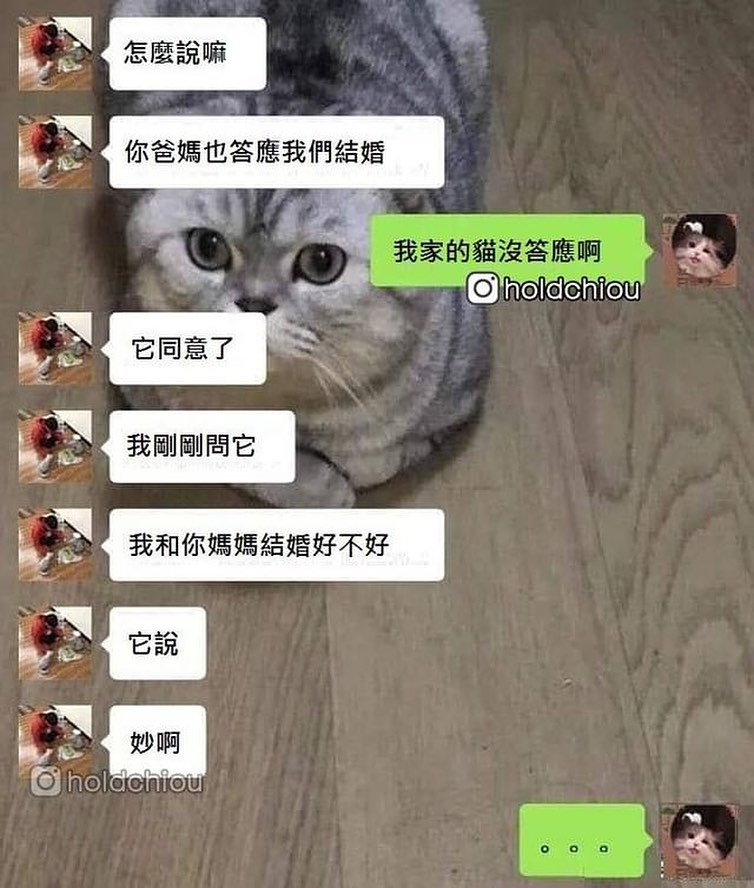 怎麼說嘛
你爸媽也答應我們結婚
我家的貓沒答應啊
holdchiou
它同意了
我剛剛問它
我和你媽媽結婚好不好
它說
妙啊
holdchiou
。。。